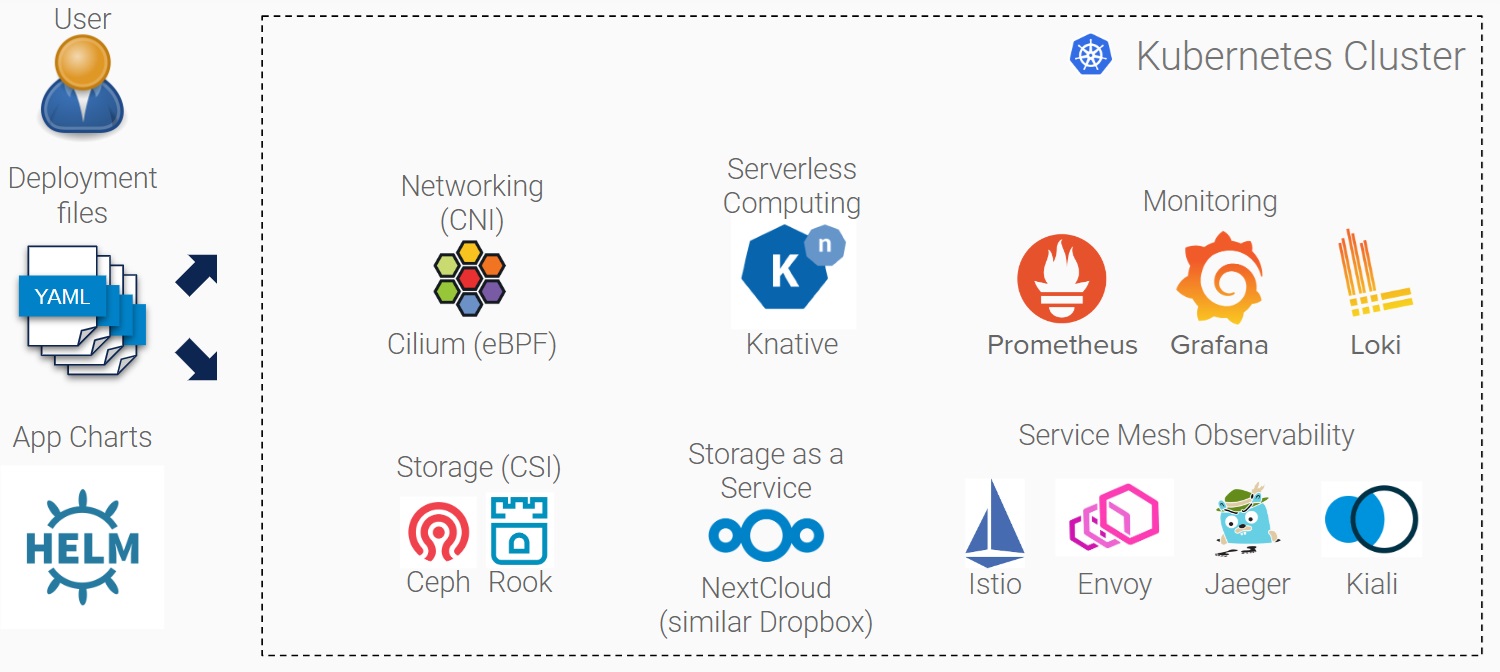 User
Deployment
files
YAML
App Charts
HELM
Kubernetes Cluster
Networking
(CNI)
Cilium (eBPF)
Serverless
Computing
K n
Knative
Monitoring
Prometheus
Grafana
Loki
Storage (CSI)
Ceph
Rook
Storage as a
Service
NextCloud
(similar Dropbox)
Service Mesh Observability
Istio
Envoy
Jaeger
Kiali